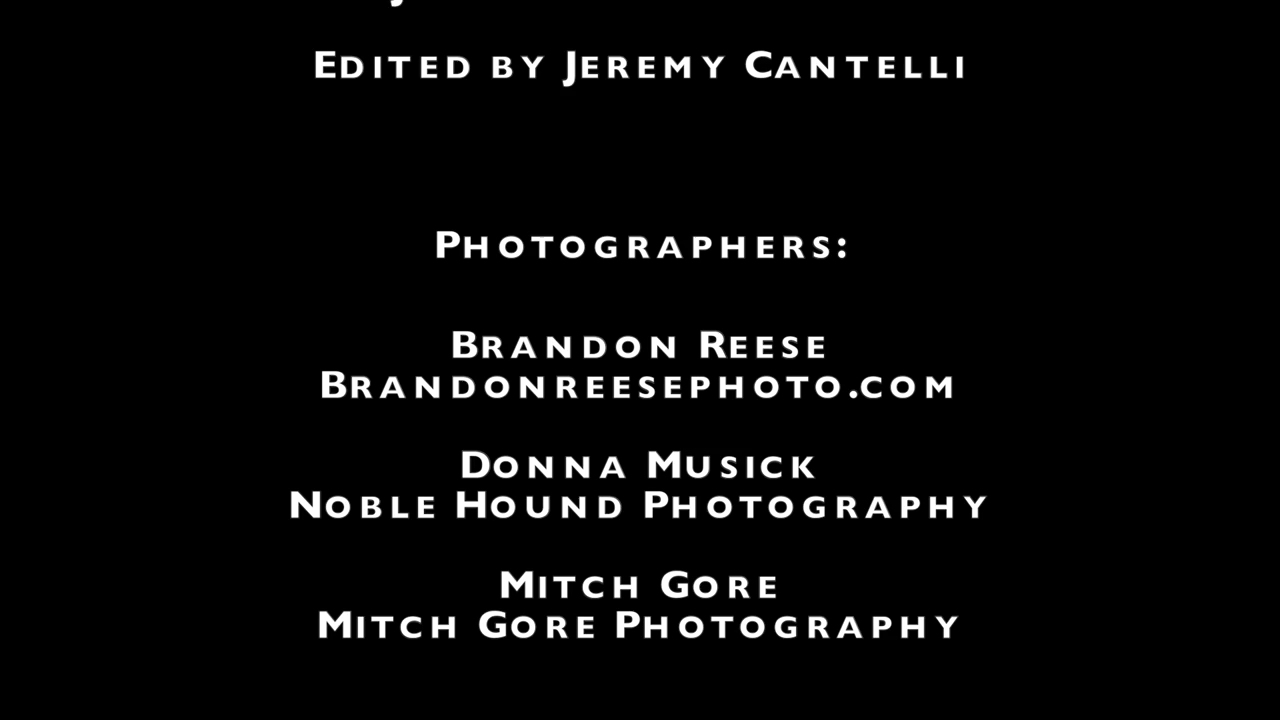 Edited by Jeremy Cantelli
Photographers:
Brandon Reese
Brandonreesephoto.com
Donna Musick
Noble Hound Photography
Mitch Gore
Mitch Gore Photography